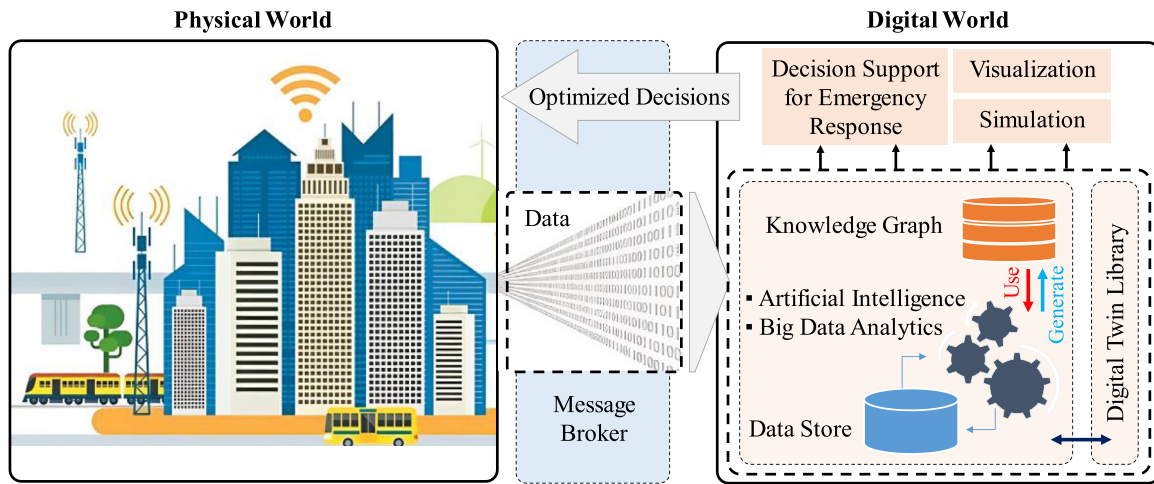 Physical World
Digital World
Optimized Decisions
Data
Message
Broker
Decision Support
for Emergency
Response
Visualization
Simulation
Knowledge Graph
Use
Generate
▪ Artificial Intelligence
▪ Big Data Analytics
Data Store
Digital Twin Library